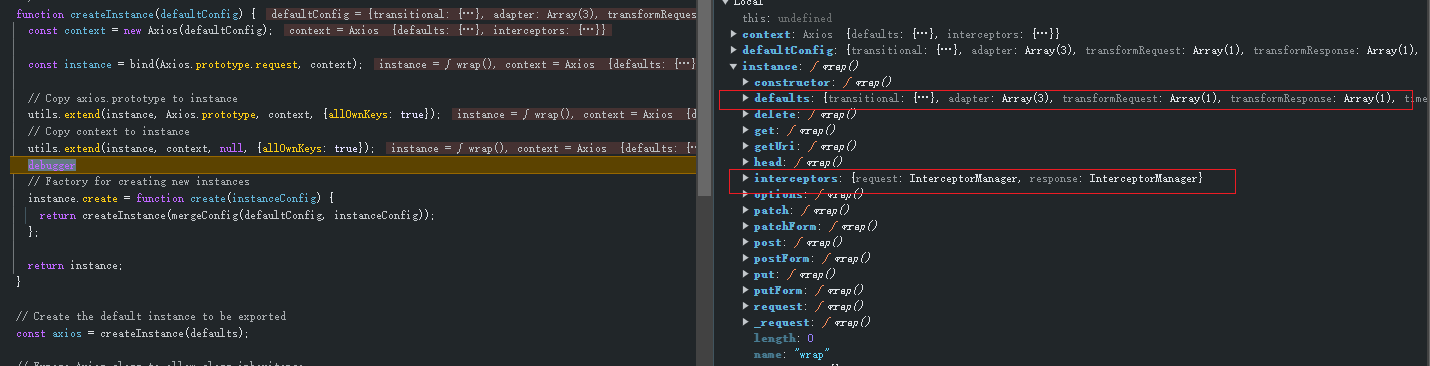 function createInstance(defaultConfig) { defaultConfig = {transitional: {…}, adapter: Array(3), transformReques
const context = new Axios(defaultConfig); context = Axios {defaults: {…}, interceptors: {…}}
const instance = bind(Axios.prototype.request, context); instance = ƒ wrap(), context = Axios {defaults: {…}
// Copy axios.prototype to instance
utils.extend(instance, Axios.prototype, context, {allOwnKeys: true}); instance = ƒ wrap(), context = Axios {d
// Copy context to instance
utils.extend(instance, context, null, {allOwnKeys: true}); instance = ƒ wrap(), context = Axios {defaults: {…
debugger
// Factory for creating new instances
instance.create = function create(instanceConfig) {
return createInstance(mergeConfig(defaultConfig, instanceConfig));
};
return instance;
}
// Create the default instance to be exported
const axios = createInstance(defaults);
Local
this: undefined
context: Axios {defaults: {…}, interceptors: {…}}
defaultConfig: {transitional: {…}, adapter: Array(3), transformRequest: Array(1), transformResponse: Array(1),
instance: ƒ wrap()
constructor: ƒ wrap()
defaults: {transitional: {…}, adapter: Array(3), transformRequest: Array(1), transformResponse: Array(1), time
delete: ƒ wrap()
get: ƒ wrap()
getUri: ƒ wrap()
head: ƒ wrap()
interceptors: {request: InterceptorManager, response: InterceptorManager}
options: ƒ wrap()
patch: ƒ wrap()
patchForm: ƒ wrap()
post: ƒ wrap()
postForm: ƒ wrap()
put: ƒ wrap()
putForm: ƒ wrap()
request: ƒ wrap()
_request: ƒ wrap()
length: 0
name: "wrap"